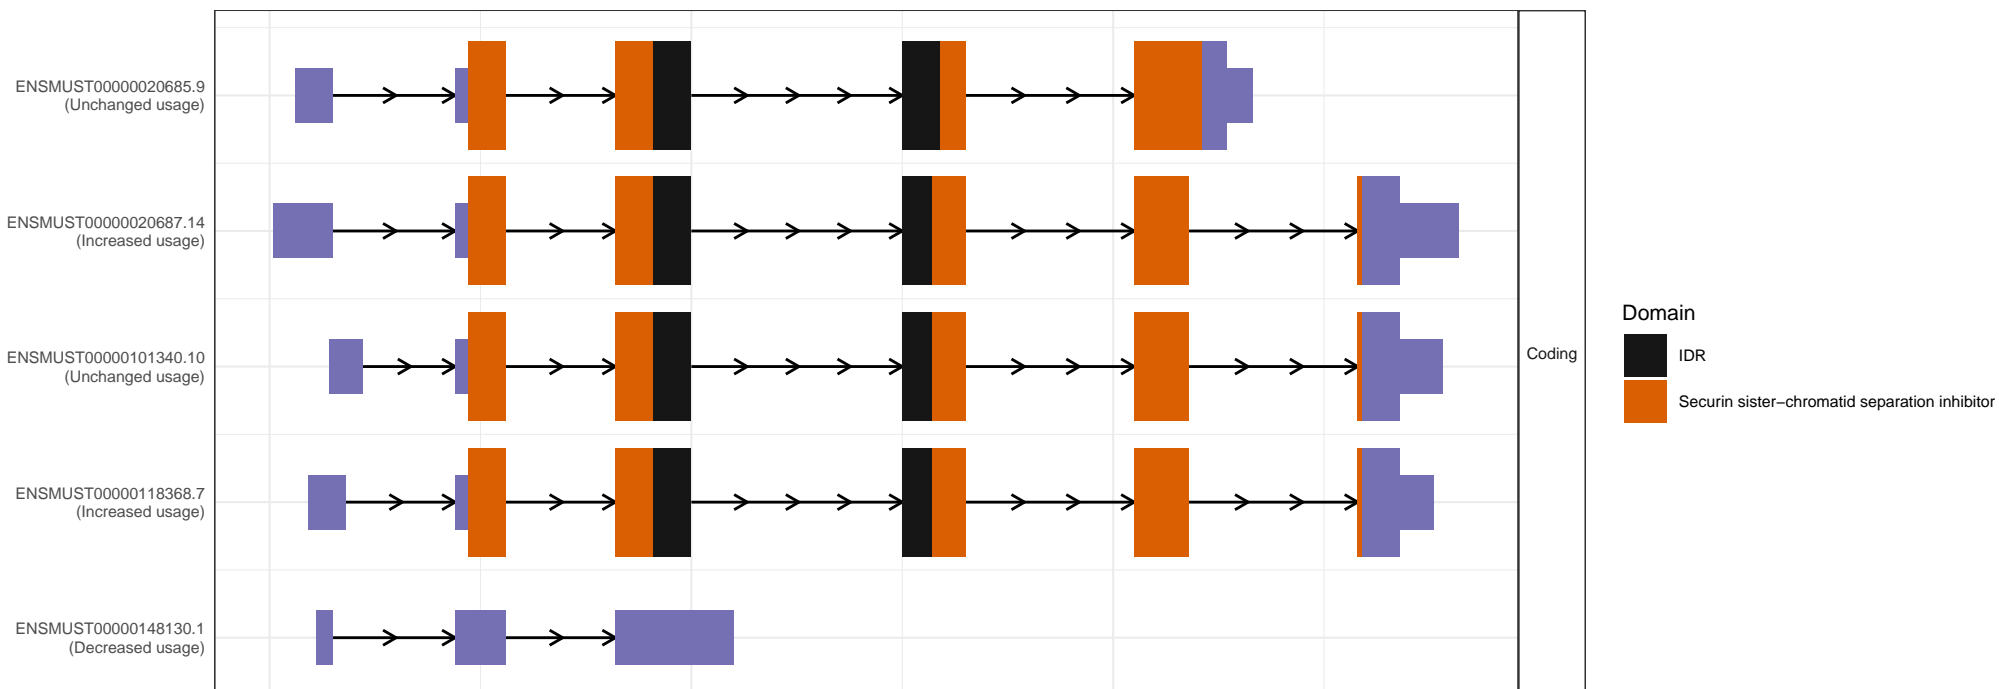 ENSMUST00000020685.9
(Unchanged usage)
ENSMUST00000020687.14
(Increased usage)
ENSMUST00000101340.10
(Unchanged usage)
ENSMUST00000118368.7
(Increased usage)
ENSMUST00000148130.1
(Decreased usage)
Coding
Domain
IDR
Securin sister−chromatid separation inhibitor